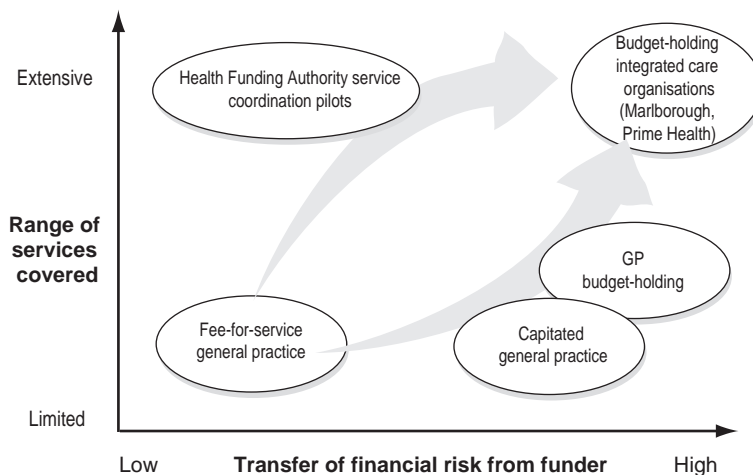 Extensive
Health Funding Authority service
coordination pilots
Budget-holding
integrated care
organisations
(Marlborough,
Prime Health)
Range of
services
covered
GP
budget-holding
Fee-for-service
general practice
Capitated
general practice
Limited
Low
Transfer of financial risk from funder
High